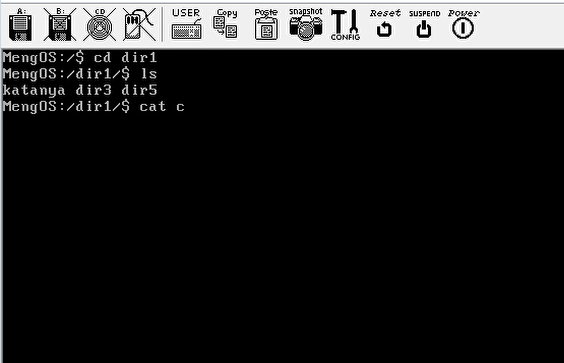 A: B: CD USER Copy Paste snapshot CONFIG Reset SUSPEND Power
MengOS:/$ cd dir1
MengOS:/dir1/$ ls
katanya dir3 dir5
MengOS:/dir1/$ cat c